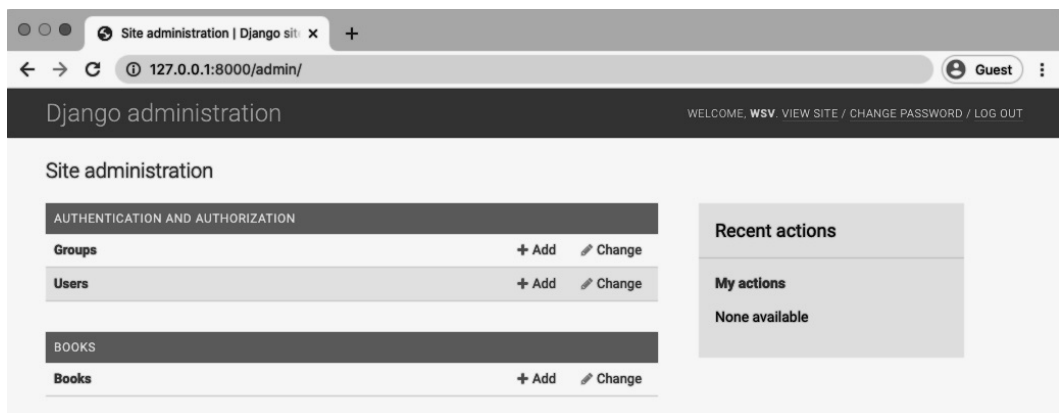 Site administration | Django sit
127.0.0.1:8000/admin/
Guest
Django administration
WELCOME, WSV. VIEW SITE / CHANGE PASSWORD / LOG OUT
Site administration
AUTHENTICATION AND AUTHORIZATION
Groups + Add Change
Users + Add Change
BOOKS
Books + Add Change
Recent actions
My actions
None available